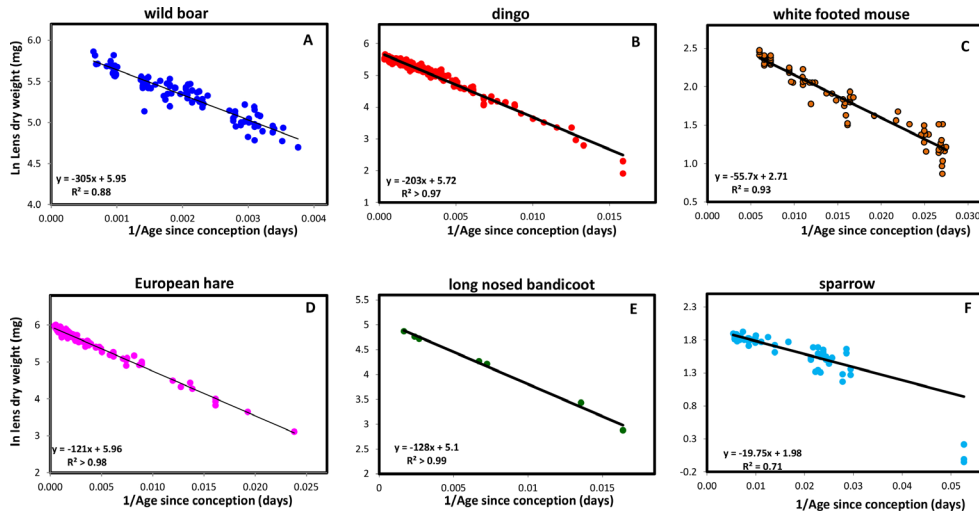 wild boar
A
Ln Lens dry weight (mg)
6.0
5.5
5.0
4.5
4.0
y = -305x + 5.95
R² = 0.88
0.000 0.001 0.002 0.003 0.004
1/Age since conception (days)
dingo
B
6
5
4
3
2
1
y = -203x + 5.72
R² > 0.97
0.000 0.005 0.010 0.015
1/Age since conception (days)
white footed mouse
C
2.5
2.0
1.5
1.0
0.5
0.0
y = -55.7x + 2.71
R² = 0.93
0.000 0.005 0.010 0.015 0.020 0.025 0.030
1/Age since conception (days)
European hare
D
ln lens dry weight (mg)
6
5
4
3
2
y = -121x + 5.96
R² > 0.98
0.000 0.005 0.010 0.015 0.020 0.025
1/Age since conception (days)
long nosed bandicoot
E
5.5
5.0
4.5
4.0
3.5
3.0
2.5
2
y = -128x + 5.1
R² > 0.99
0 0.005 0.010 0.015
1/Age since conception (days)
sparrow
F
1.8
1.3
0.8
0.3
-0.2
y = -19.75x + 1.98
R² = 0.71
0 0.01 0.02 0.03 0.04 0.05
1/Age since conception (days)